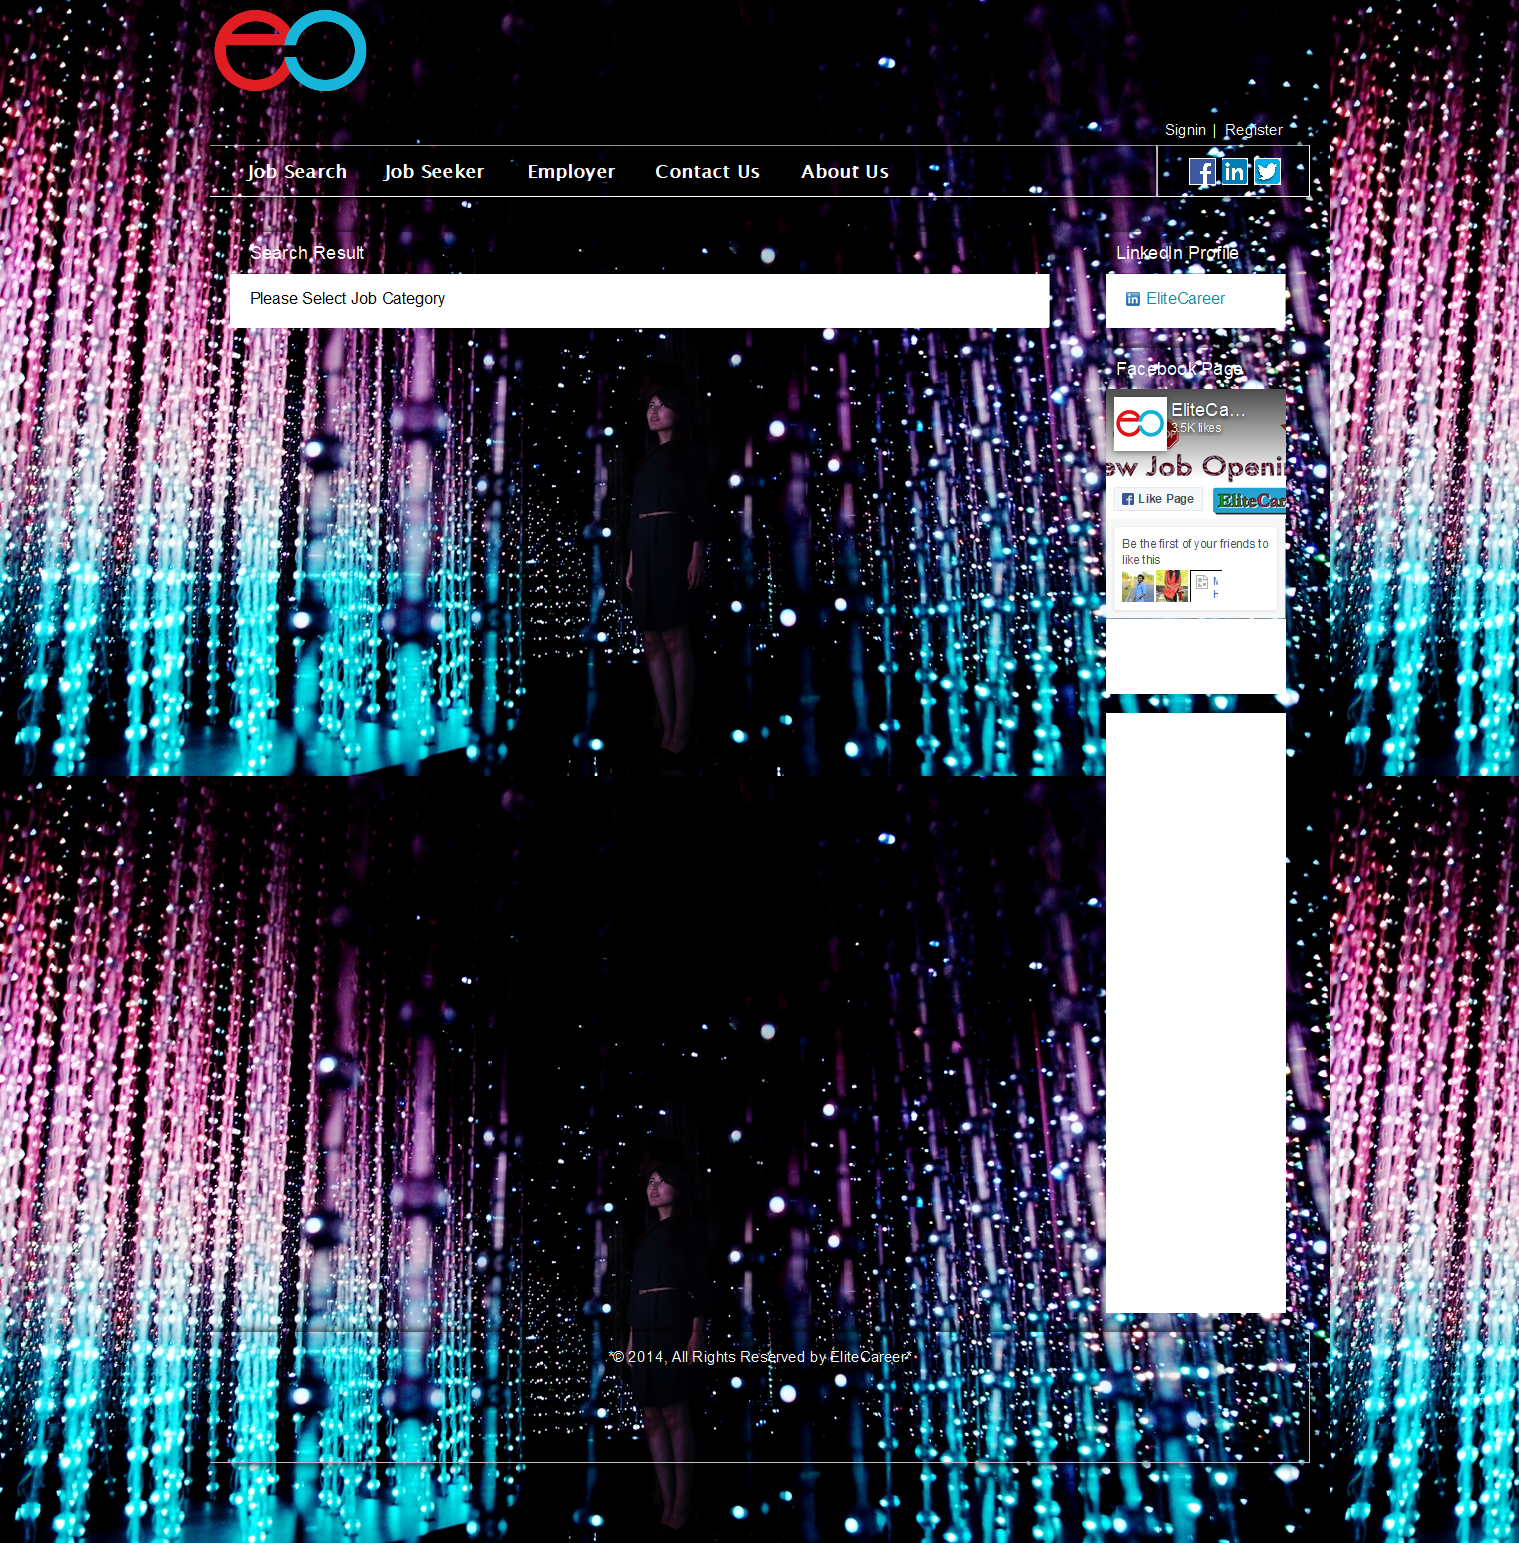 eo
Signin | Register
Job Search Job Seeker Employer Contact Us About Us
Search Result
Please Select Job Category
LinkedIn Profile
EliteCareer
Facebook Page
EliteCa...
3.5K likes
ew Job Openi
Like Page
EliteCar
Be the first of your friends to
like this
*© 2014, All Rights Reserved by EliteCareer*